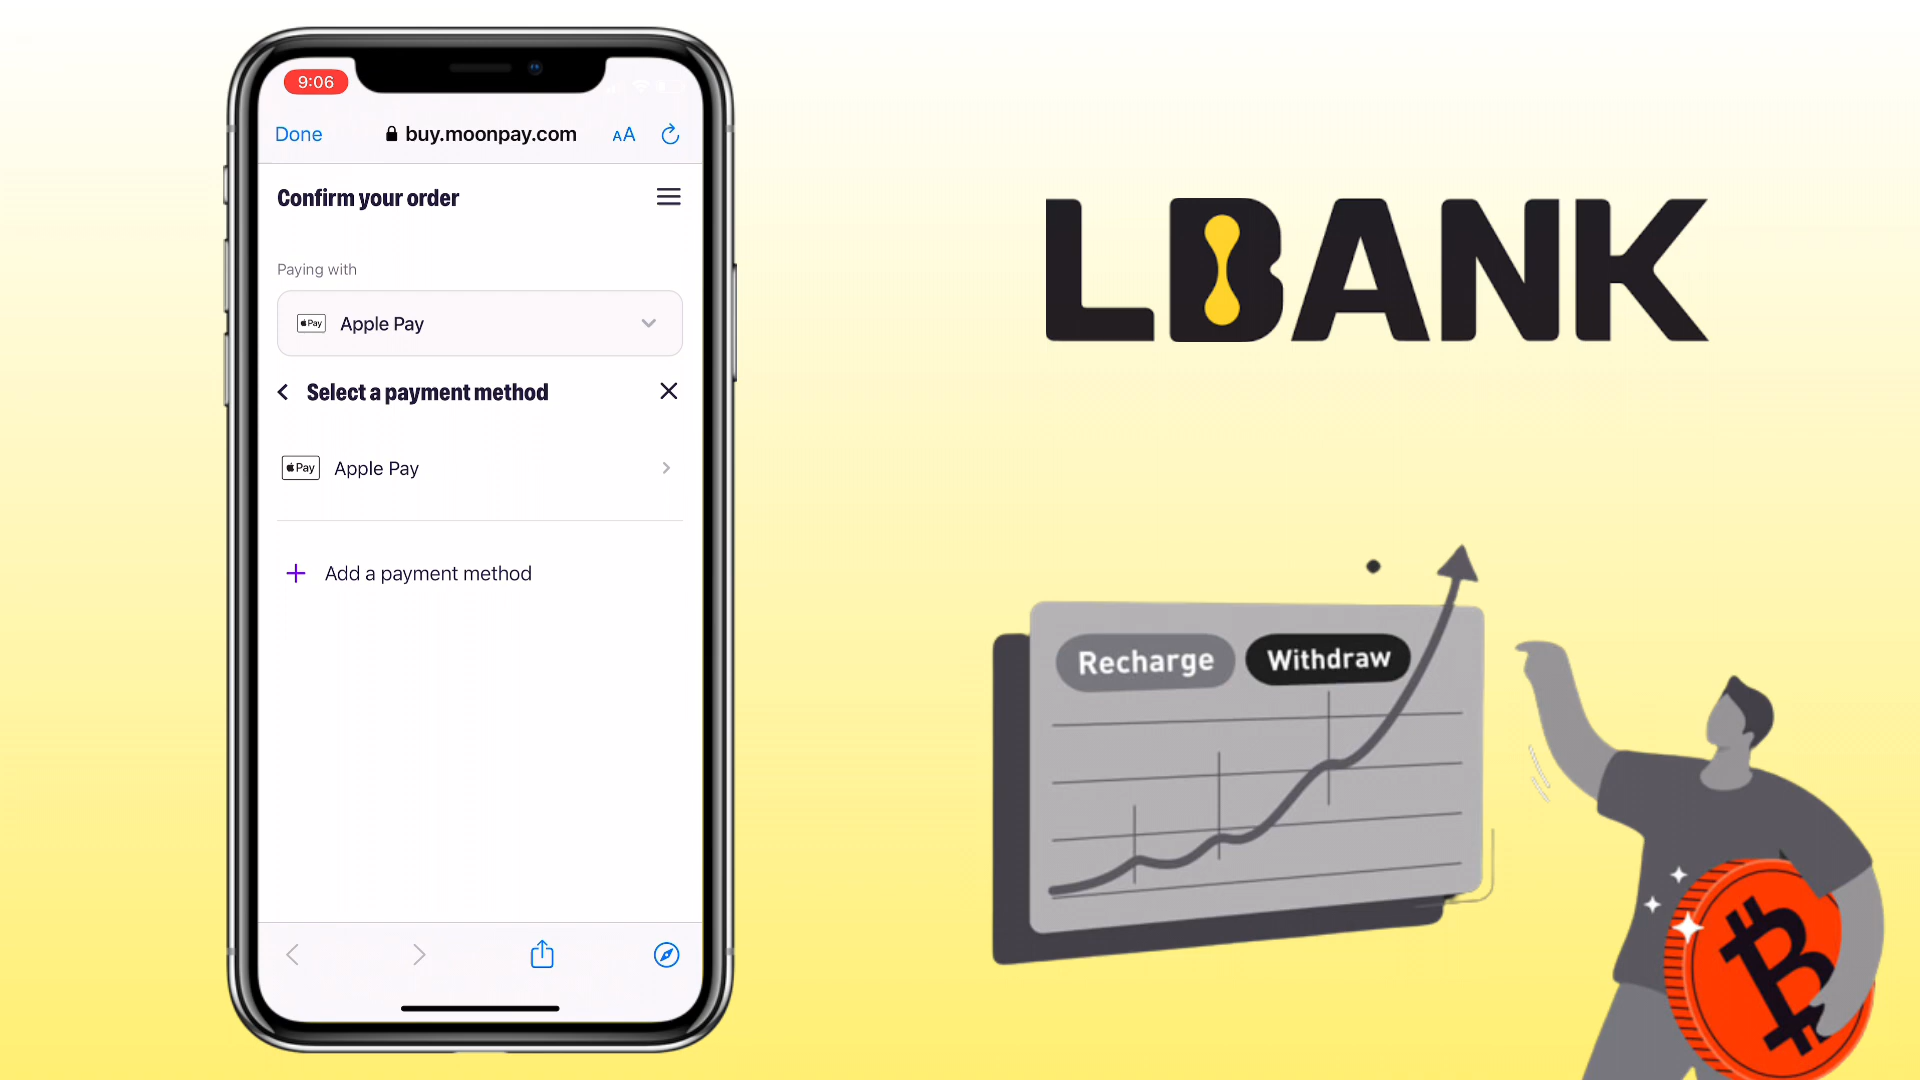 9:06
Done
buy.moonpay.com
AA
Confirm your order
Paying with
Pay
Apple Pay
Select a payment method
Pay
Apple Pay
Add a payment method
LBANK
Recharge
Withdraw